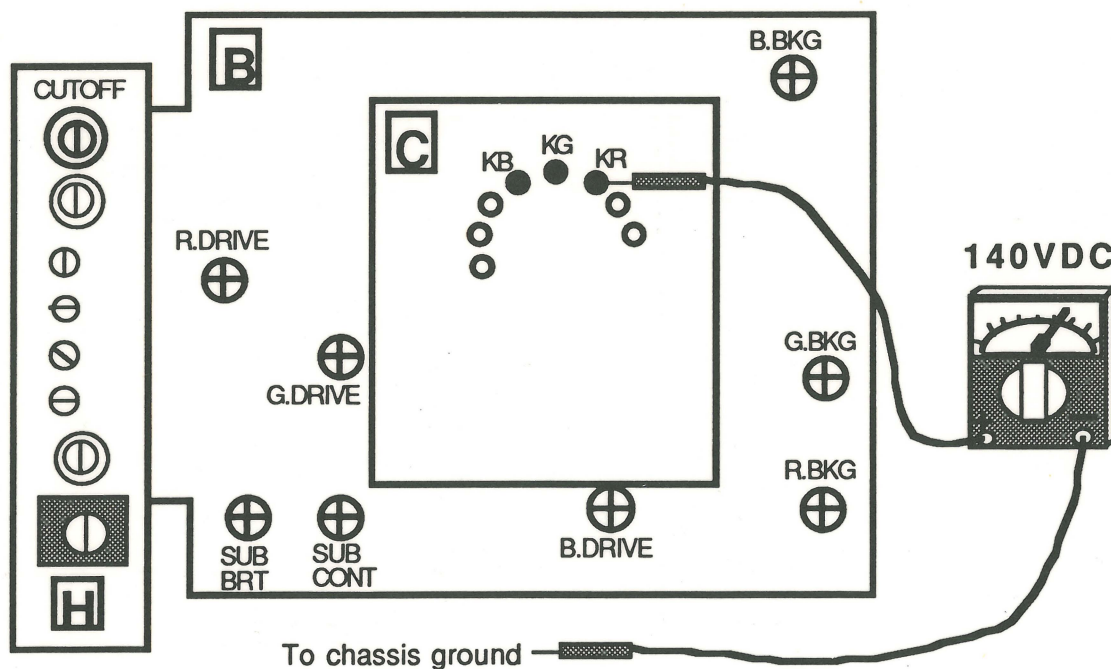 B.BKG
B
CUTOFF
C
KG
KB
KR
R.DRIVE
140VDC
G.BKG
G.DRIVE
R.BKG
SUB
BRT
SUB
CONT
B.DRIVE
H
To chassis ground